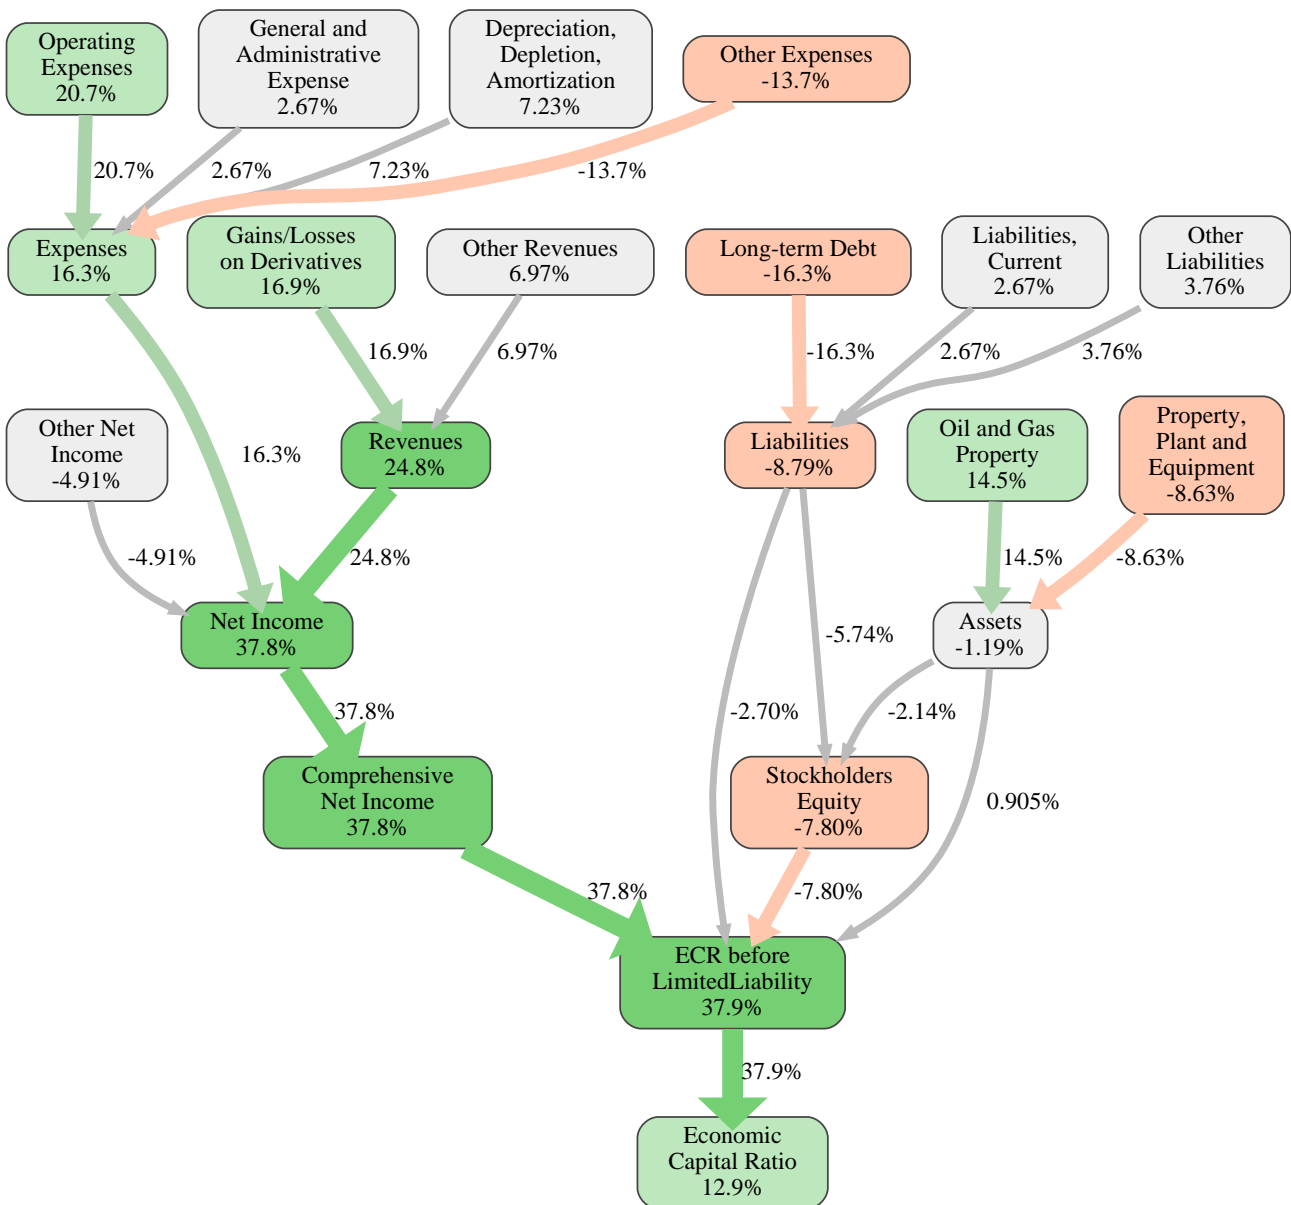 Operating
Expenses
20.7%
General and
Administrative
Expense
2.67%
Depreciation,
Depletion,
Amortization
7.23%
Other Expenses
-13.7%
20.7%
2.67%
7.23%
-13.7%
Expenses
16.3%
Gains/Losses
on Derivatives
16.9%
Other Revenues
6.97%
Long-term Debt
-16.3%
Liabilities,
Current
2.67%
Other
Liabilities
3.76%
16.9%
6.97%
-16.3%
2.67%
3.76%
Other Net
Income
-4.91%
16.3%
Revenues
24.8%
Liabilities
-8.79%
Oil and Gas
Property
14.5%
Property,
Plant and
Equipment
-8.63%
-4.91%
24.8%
14.5%
-8.63%
Net Income
37.8%
-5.74%
Assets
-1.19%
37.8%
-2.70%
-2.14%
0.905%
Comprehensive
Net Income
37.8%
Stockholders
Equity
-7.80%
37.8%
-7.80%
ECR before
LimitedLiability
37.9%
37.9%
Economic
Capital Ratio
12.9%